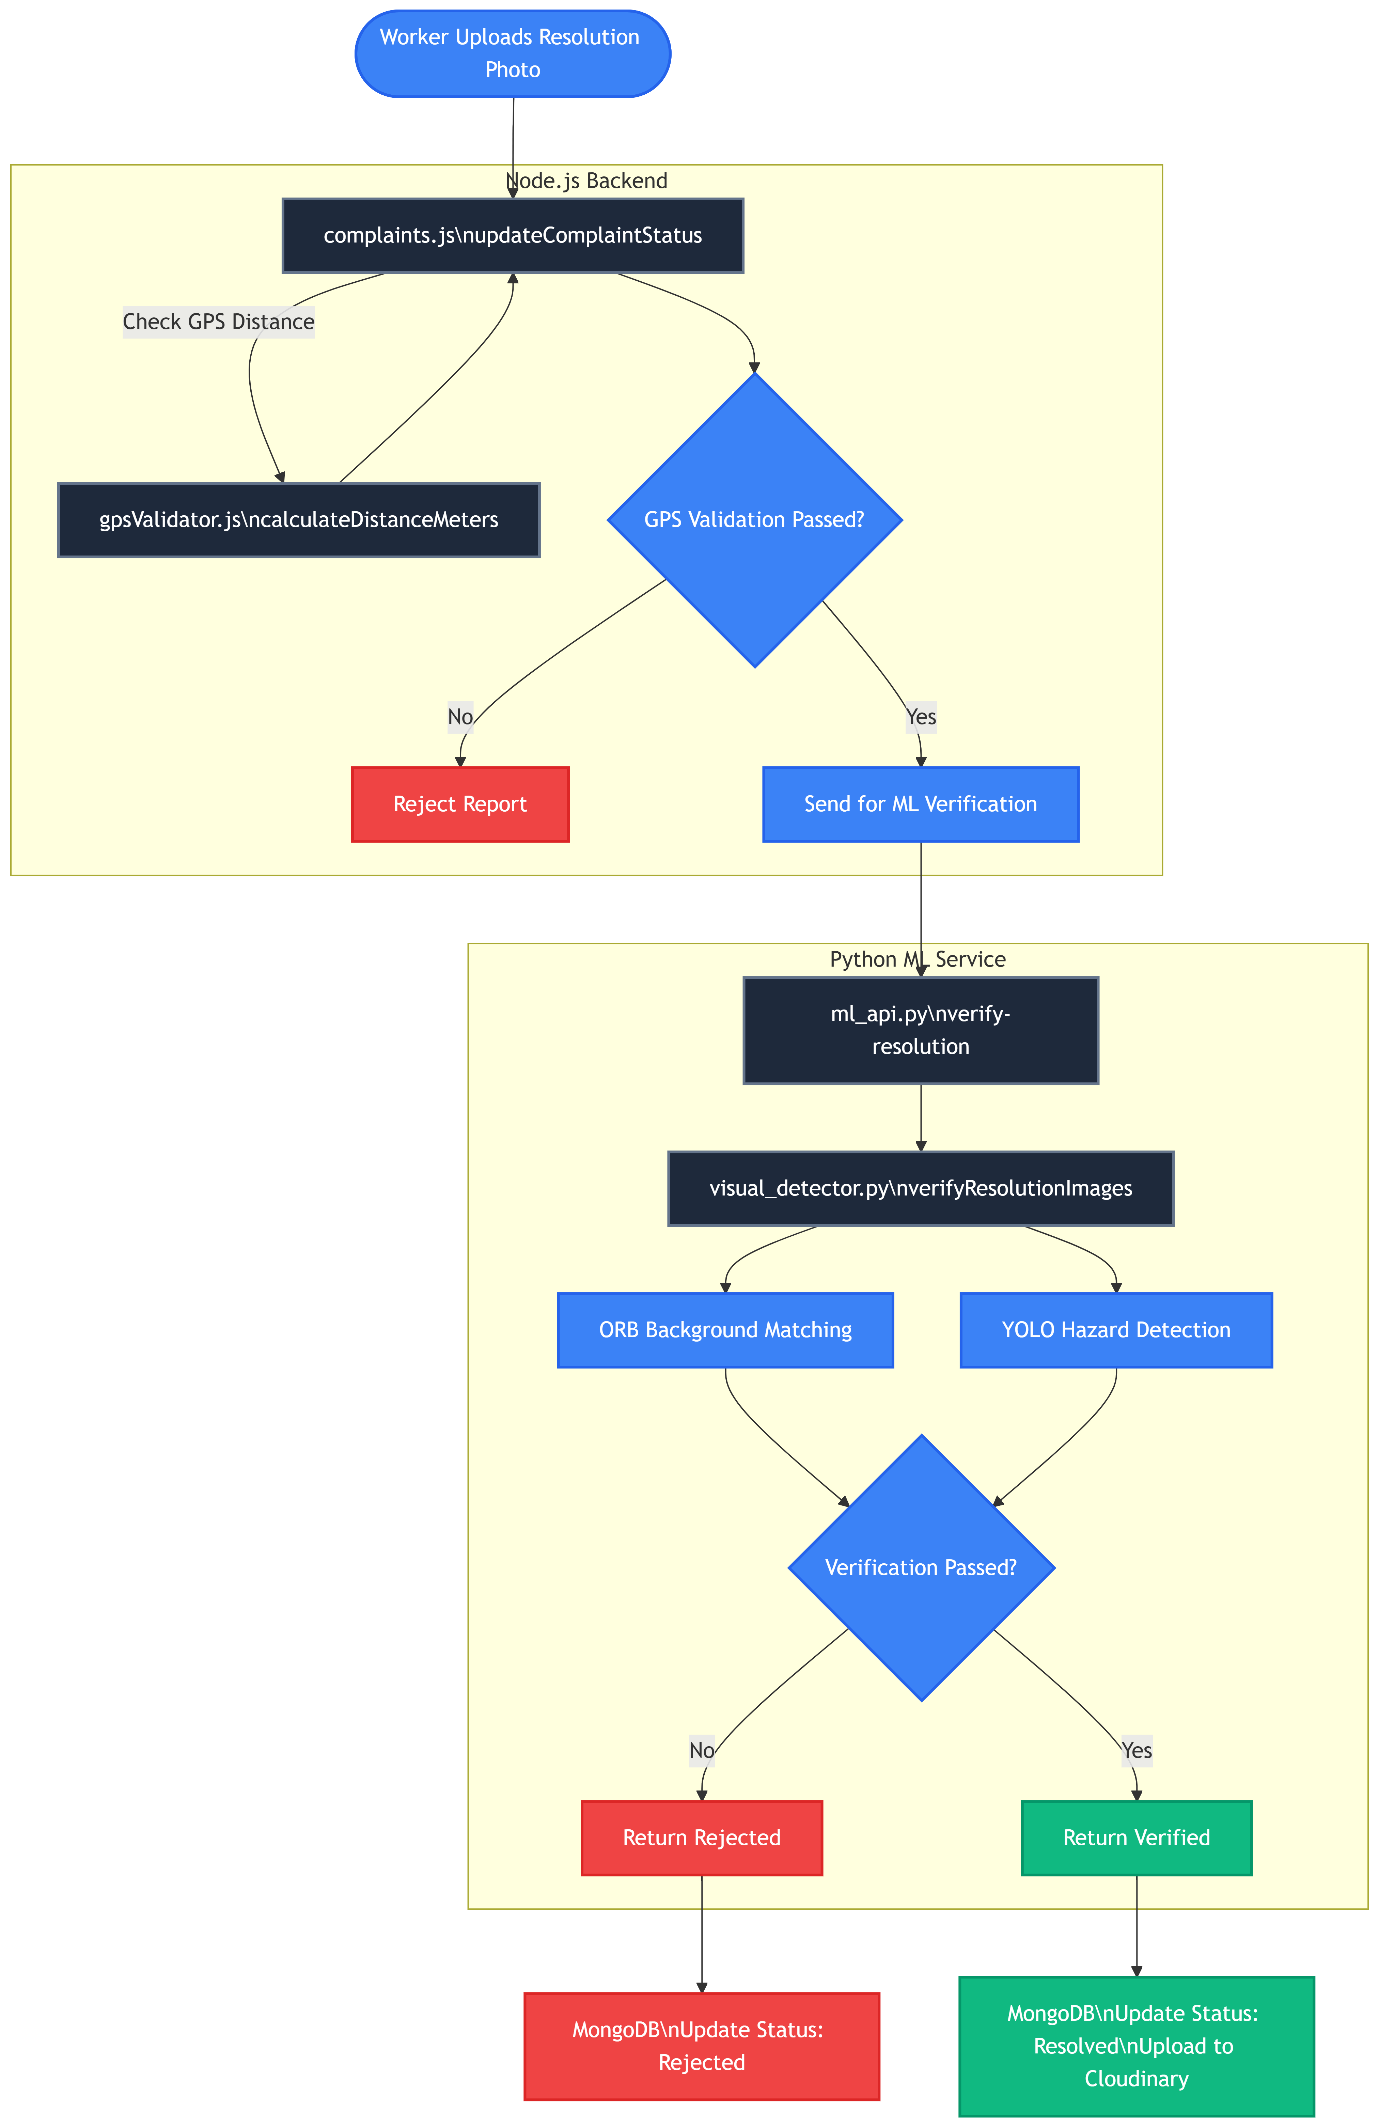 Worker Uploads Resolution
Photo
Node.js Backend
complaints.js\nupdateComplaintStatus
Check GPS Distance
gpsValidator.js\ncalculateDistanceMeters
GPS Validation Passed?
No
Yes
Reject Report
Send for ML Verification
Python ML Service
ml_api.py\nverify-
resolution
visual_detector.py\nverifyResolutionImages
ORB Background Matching
YOLO Hazard Detection
Verification Passed?
No
Yes
Return Rejected
Return Verified
MongoDB\nUpdate Status:
Rejected
MongoDB\nUpdate Status:
Resolved\nUpload to
Cloudinary